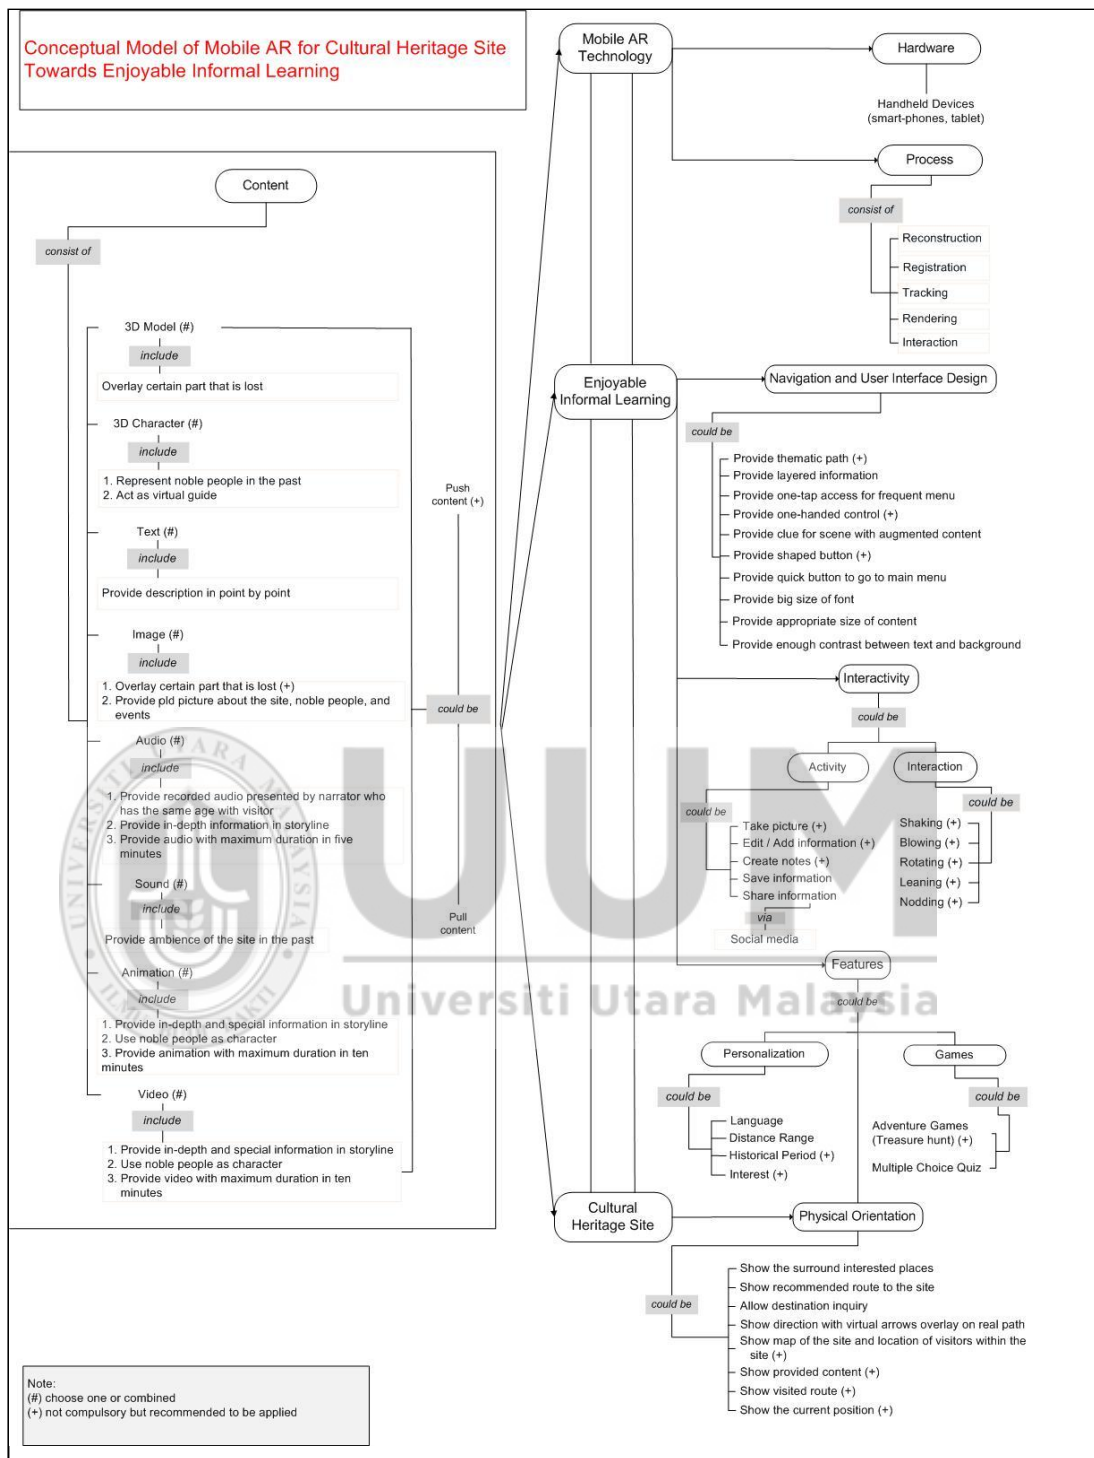 Conceptual Model of Mobile AR for Cultural Heritage Site
Towards Enjoyable Informal Learning
Content
consist of
3D Model (#)
include
Overlay certain part that is lost
3D Character (#)
include
1. Represent noble people in the past
2. Act as virtual guide
Text (#)
include
Provide description in point by point
Image (#)
include
1. Overlay certain part that is lost (+)
2. Provide pld picture about the site, noble people, and
events
Audio (#)
include
1. Provide recorded audio presented by narrator who
has the same age with visitor
2. Provide in-depth information in storyline
3. Provide audio with maximum duration in five
minutes
Sound (#)
include
Provide ambience of the site in the past
Animation (#)
include
1. Provide in-depth and special information in storyline
2. Use noble people as character
3. Provide animation with maximum duration in ten
minutes
Video (#)
include
1. Provide in-depth and special information in storyline
2. Use noble people as character
3. Provide video with maximum duration in ten
minutes
Push
content (+)
could be
Pull
content
Mobile AR
Technology
Hardware
Handheld Devices
(smart-phones, tablet)
Process
consist of
Reconstruction
Registration
Tracking
Rendering
Interaction
Enjoyable
Informal Learning
Navigation and User Interface Design
could be
Provide thematic path (+)
Provide layered information
Provide one-tap access for frequent menu
Provide one-handed control (+)
Provide clue for scene with augmented content
Provide shaped button (+)
Provide quick button to go to main menu
Provide big size of font
Provide appropriate size of content
Provide enough contrast between text and background
Interactivity
could be
Activity
could be
Take picture (+)
Edit / Add information (+)
Create notes (+)
Save information
Share information
via
Social media
Interaction
could be
Shaking (+)
Blowing (+)
Rotating (+)
Leaning (+)
Nodding (+)
Features
could be
Personalization
could be
Language
Distance Range
Historical Period (+)
Interest (+)
Games
could be
Adventure Games
(Treasure hunt) (+)
Multiple Choice Quiz
Cultural
Heritage Site
Physical Orientation
could be
Show the surround interested places
Show recommended route to the site
Allow destination inquiry
Show direction with virtual arrows overlay on real path
Show map of the site and location of visitors within the
site (+)
Show provided content (+)
Show visited route (+)
Show the current position (+)
Note:
(#) choose one or combined
(+) not compulsory but recommended to be applied
UUM
Universiti Utara Malaysia
UNIVERSITI UTARA MALAYSIA